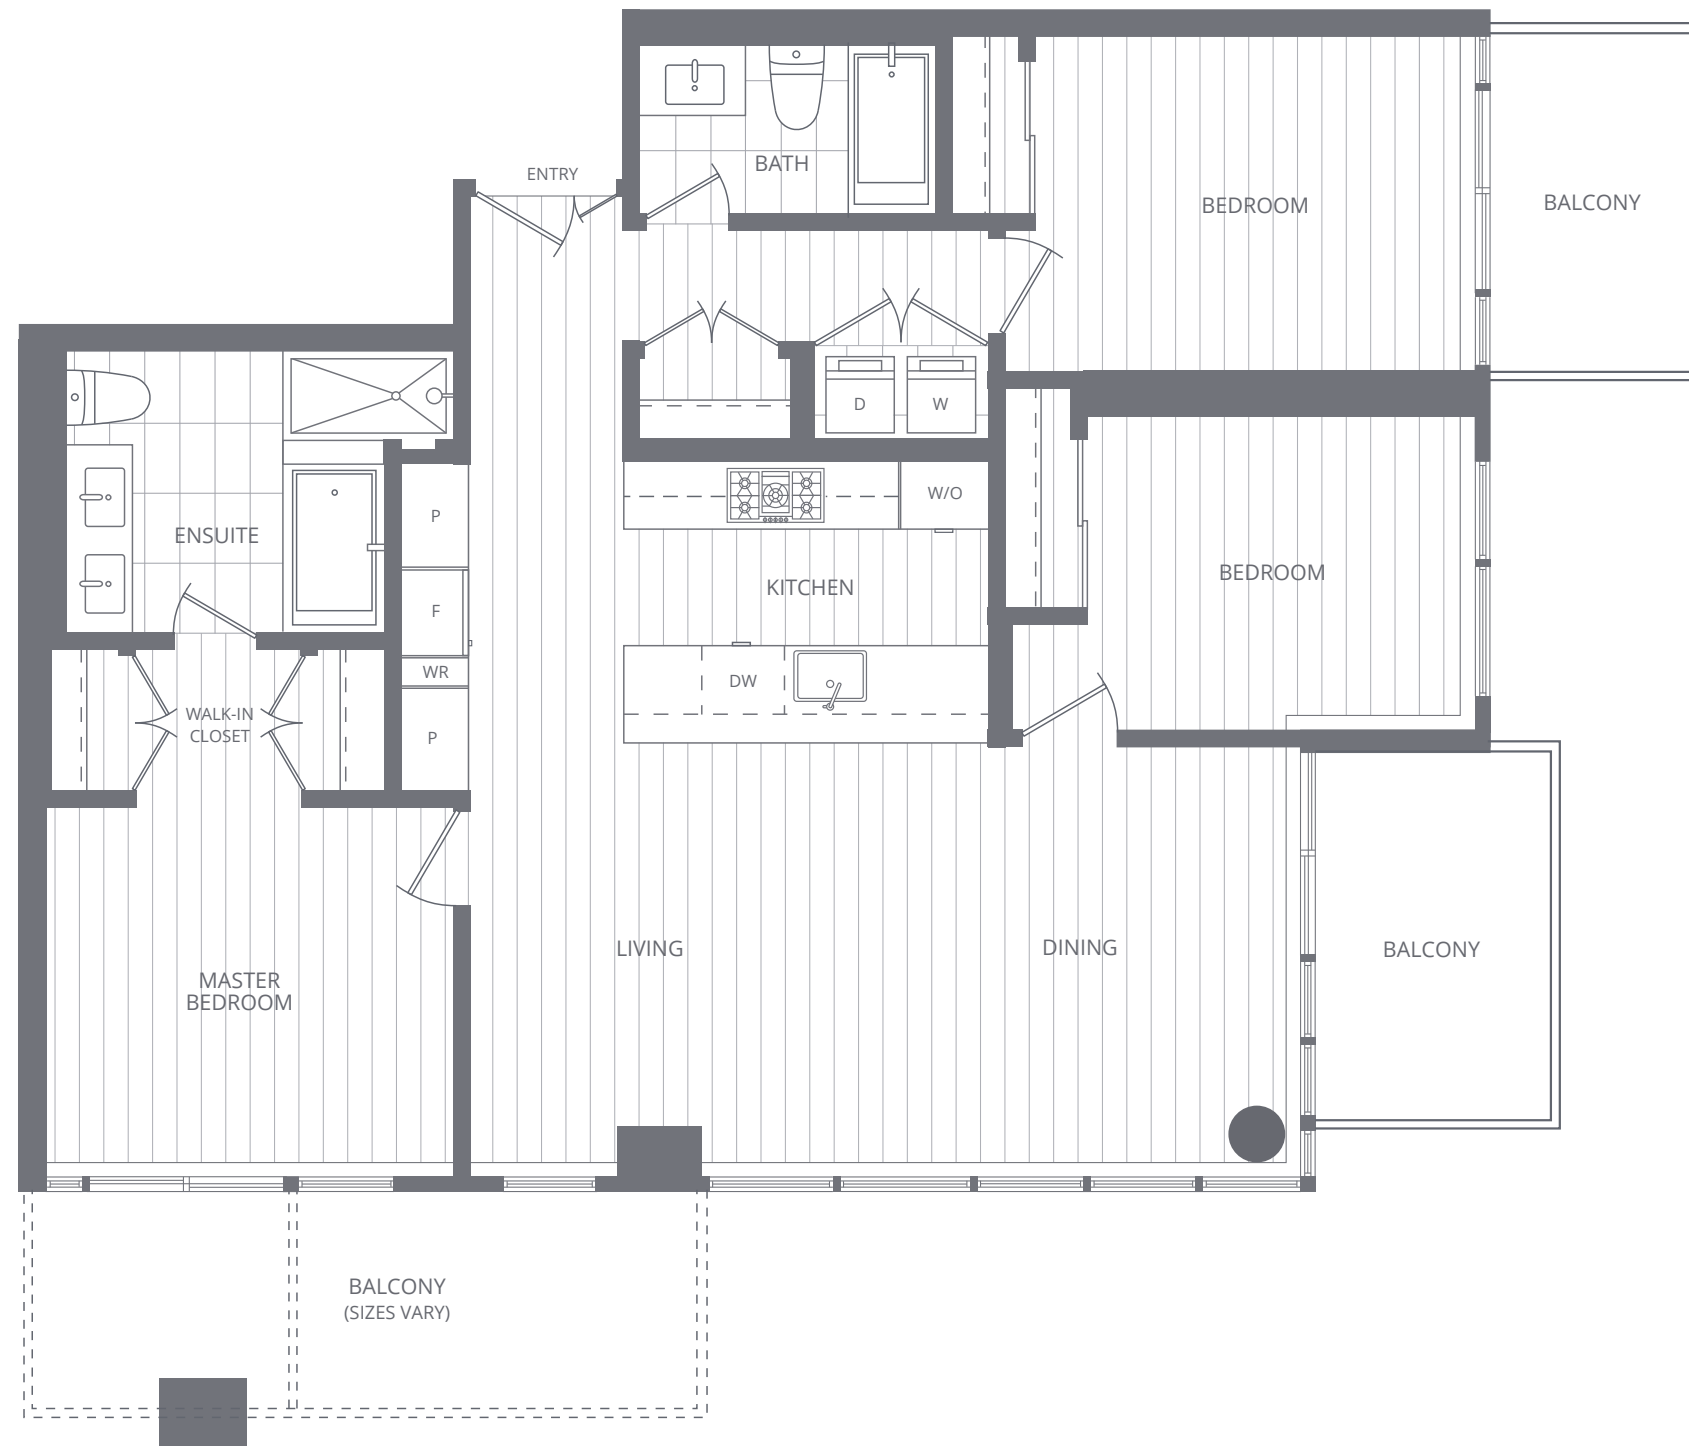 ENTRY
BATH
BEDROOM
BALCONY
D
W
W/O
P
ENSUITE
KITCHEN
BEDROOM
F
WR
DW
WALK-IN
CLOSET
P
LIVING
DINING
BALCONY
MASTER
BEDROOM
BALCONY
(SIZES VARY)